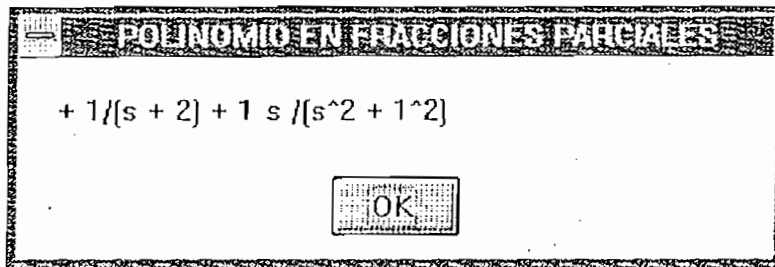 POLINOMIO EN FRACCIONES PARCIALES
+ 1/(s + 2) + 1 s /(s^2 + 1^2)
OK